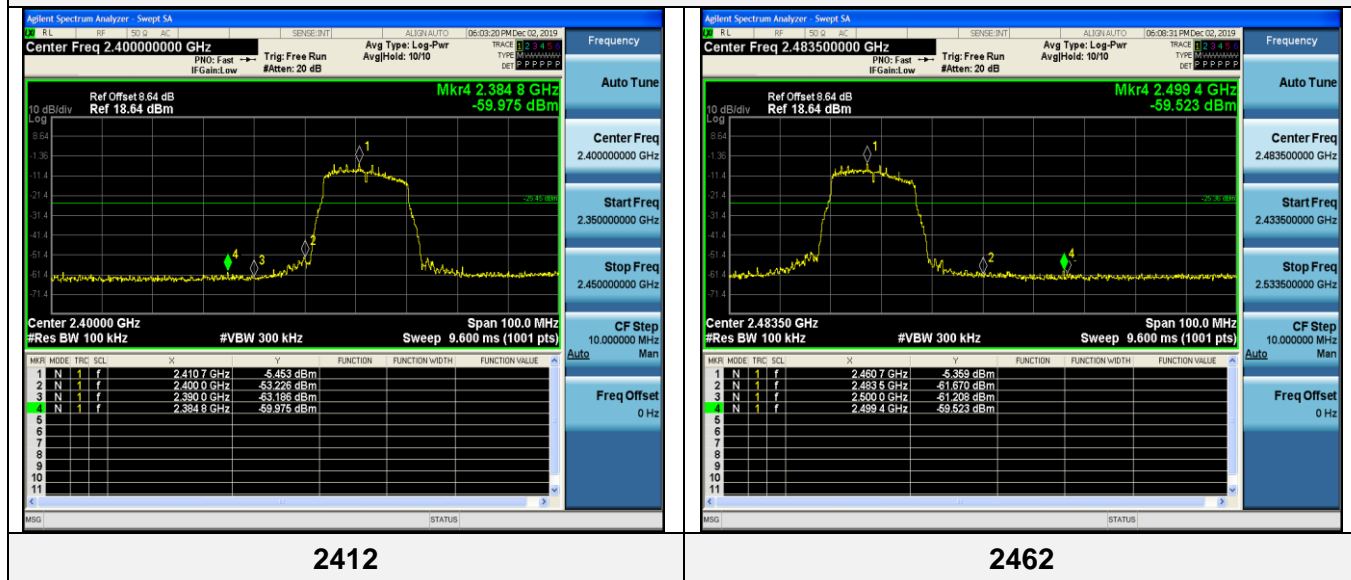 Agilent Spectrum Analyzer - Swept SA
RL RF 50 Ω AC SENSE:INT ALIGN AUTO 06:03:20 PM Dec 02, 2019
Center Freq 2.400000000 GHz
PNO: Fast
IFGain:Low
Trig: Free Run
#Atten: 20 dB
Avg Type: Log-Pwr
Avg|Hold: 10/10
TRACE 1 2 3 4 5 6
TYPE M
DET P P P P P P
Ref Offset 8.64 dB
Ref 18.64 dBm
10 dB/div
Log
Mkr4 2.384 8 GHz
-59.975 dBm
8.64
-1.36
-11.4
-21.4
-31.4
-41.4
-51.4
-61.4
-71.4
-25.45 dBm
1
2
3
4
Center 2.40000 GHz
#Res BW 100 kHz
#VBW 300 kHz
Span 100.0 MHz
Sweep 9.600 ms (1001 pts)
MKR MODE TRC SCL X Y FUNCTION FUNCTION WIDTH FUNCTION VALUE
1 N 1 f 2.410 7 GHz -5.453 dBm
2 N 1 f 2.400 0 GHz -53.226 dBm
3 N 1 f 2.390 0 GHz -63.186 dBm
4 N 1 f 2.384 8 GHz -59.975 dBm
5
6
7
8
9
10
11
MSG STATUS
Frequency
Auto Tune
Center Freq
2.400000000 GHz
Start Freq
2.350000000 GHz
Stop Freq
2.450000000 GHz
CF Step
10.000000 MHz
Auto Man
Freq Offset
0 Hz
Agilent Spectrum Analyzer - Swept SA
RL RF 50 Ω AC SENSE:INT ALIGN AUTO 06:08:31 PM Dec 02, 2019
Center Freq 2.483500000 GHz
PNO: Fast
IFGain:Low
Trig: Free Run
#Atten: 20 dB
Avg Type: Log-Pwr
Avg|Hold: 10/10
TRACE 1 2 3 4 5 6
TYPE M
DET P P P P P P
Ref Offset 8.64 dB
Ref 18.64 dBm
10 dB/div
Log
Mkr4 2.499 4 GHz
-59.523 dBm
8.64
-1.36
-11.4
-21.4
-31.4
-41.4
-51.4
-61.4
-71.4
-25.36 dBm
1
2
4
Center 2.48350 GHz
#Res BW 100 kHz
#VBW 300 kHz
Span 100.0 MHz
Sweep 9.600 ms (1001 pts)
MKR MODE TRC SCL X Y FUNCTION FUNCTION WIDTH FUNCTION VALUE
1 N 1 f 2.460 7 GHz -5.359 dBm
2 N 1 f 2.483 5 GHz -61.670 dBm
3 N 1 f 2.500 0 GHz -61.208 dBm
4 N 1 f 2.499 4 GHz -59.523 dBm
5
6
7
8
9
10
11
MSG STATUS
Frequency
Auto Tune
Center Freq
2.483500000 GHz
Start Freq
2.433500000 GHz
Stop Freq
2.533500000 GHz
CF Step
10.000000 MHz
Auto Man
Freq Offset
0 Hz
2412
2462